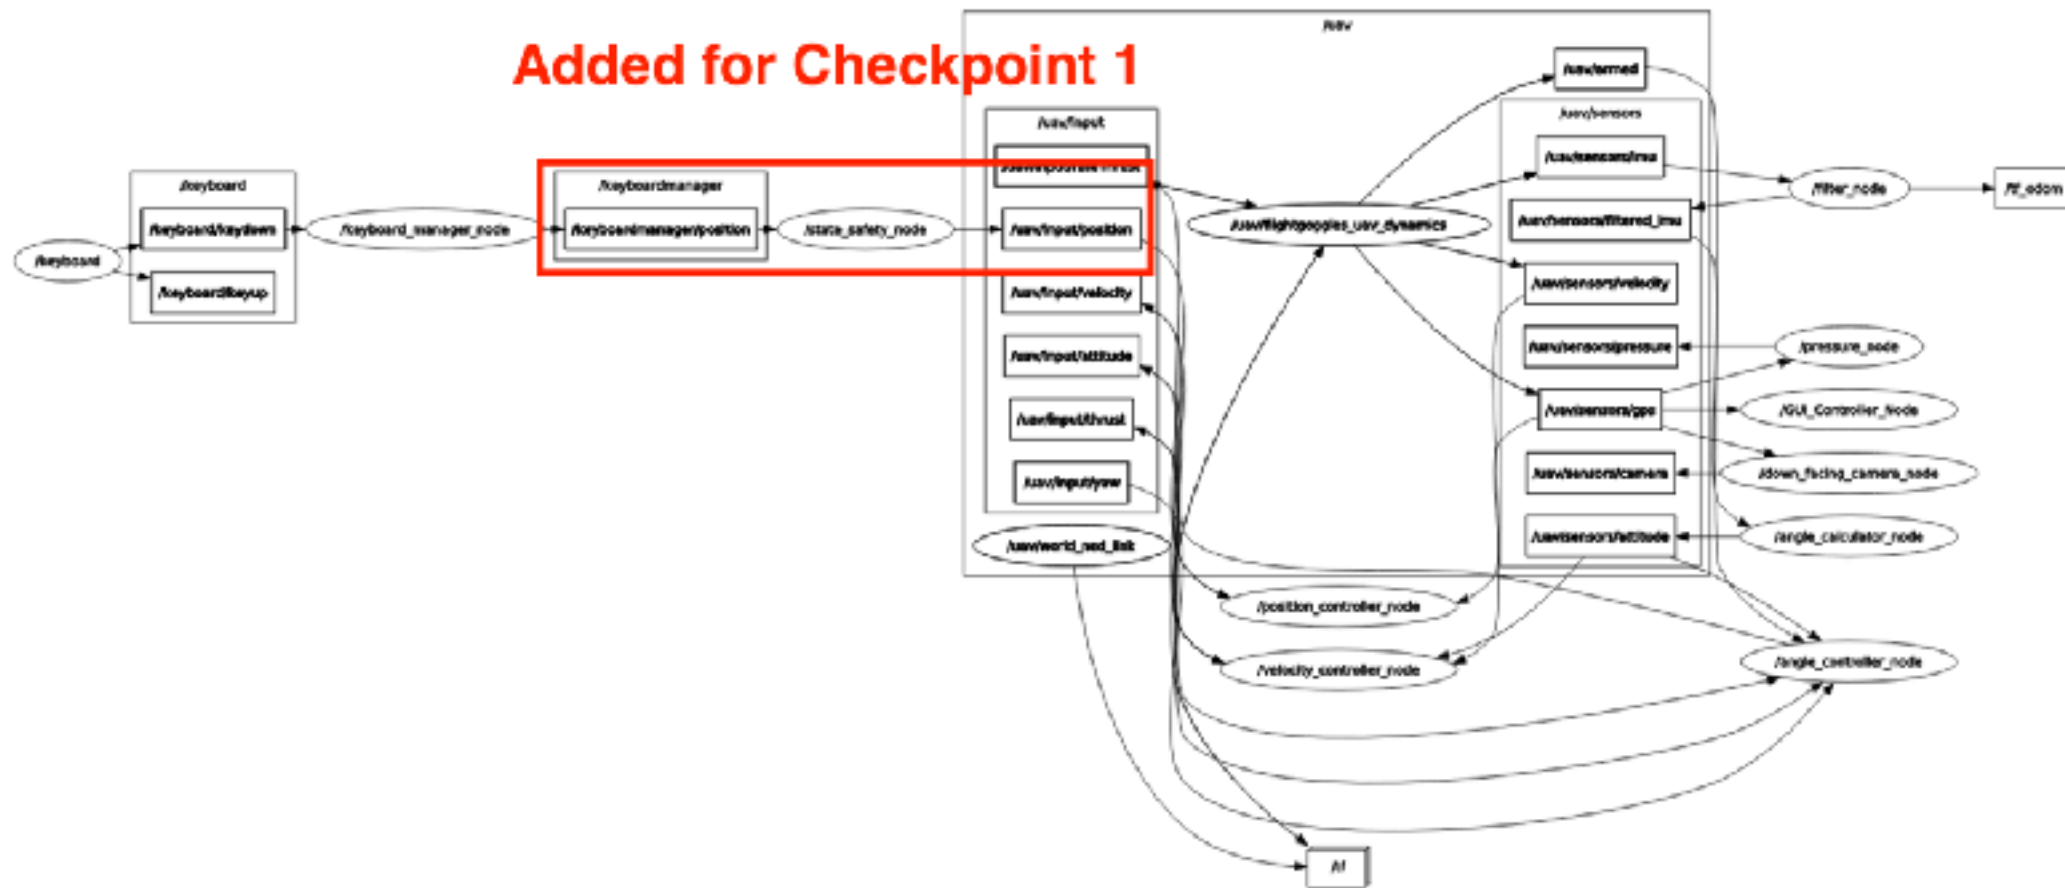 /uav
Added for Checkpoint 1
/uav/armed
/uav/input
/uav/sensors
/uav/sensors/imu
/keyboard
/keyboardmanager
/filter_node
/tf_odom
/keyboard/keydown
/keyboard_manager_node
/keyboardmanager/position
/state_safety_node
/uav/input/position
/uav/flightgoggles_uav_dynamics
/uav/sensors/filtered_imu
/keyboard
/keyboard/keyup
/uav/input/velocity
/uav/sensors/velocity
/uav/input/attitude
/uav/sensors/pressure
/pressure_node
/uav/input/thrust
/uav/sensors/gps
/GUI_Controller_Node
/uav/input/yaw
/uav/sensors/camera
/down_facing_camera_node
/uav/world_ned_link
/uav/sensors/attitude
/angle_calculator_node
/position_controller_node
/velocity_controller_node
/angle_controller_node